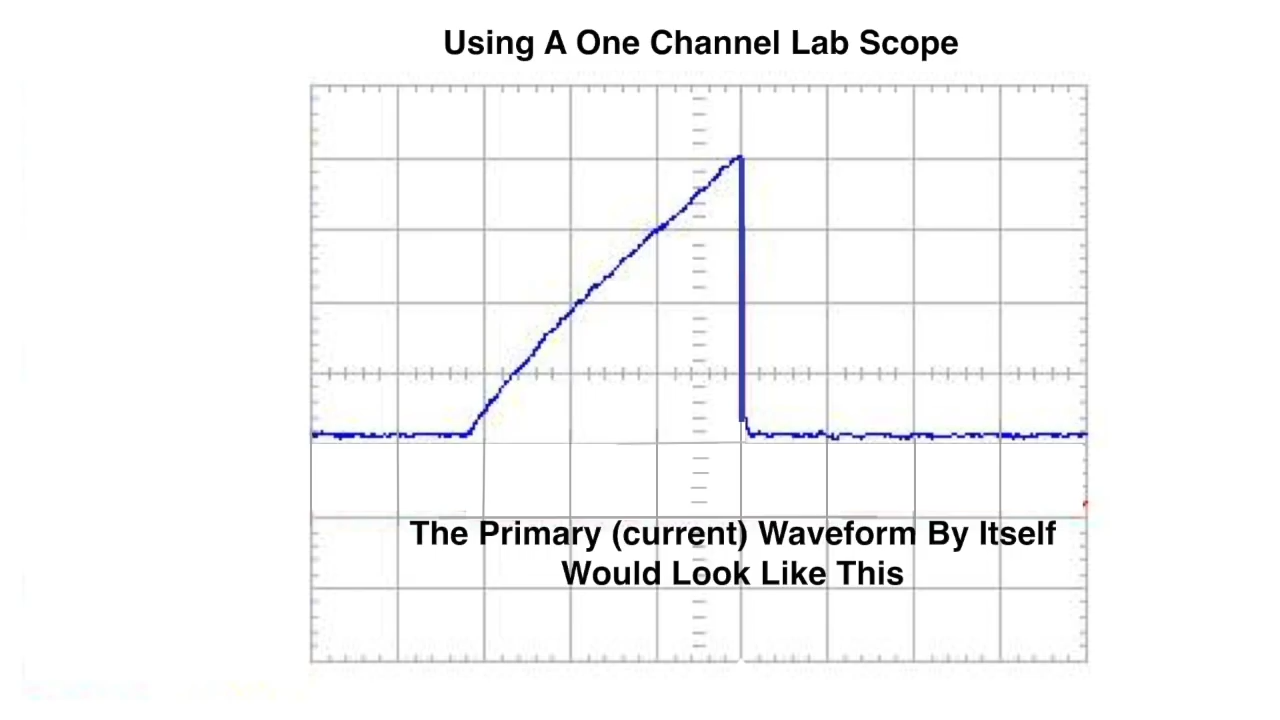 Using A One Channel Lab Scope
The Primary (current) Waveform By Itself
Would Look Like This